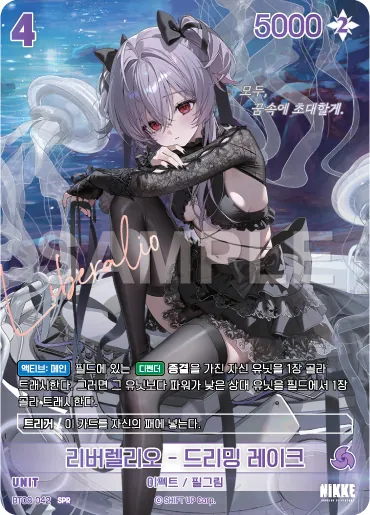 4
5000 2
모두,
꿈속에 초대할게.
Liberalio
SAMPLE
액티브: 메인 필드에 있는 디펜더 종결을 가진 자신 유닛을 1장 골라
트래시한다. 그러면 그 유닛보다 파워가 낮은 상대 유닛을 필드에서 1장
골라 트래시한다.
트리거 / 이 카드를 자신의 패에 넣는다.
리버렐리오 - 드리밍 레이크
UNIT
이펙트 / 필그림
SPR
© SHIFT UP Corp.
NIKKE